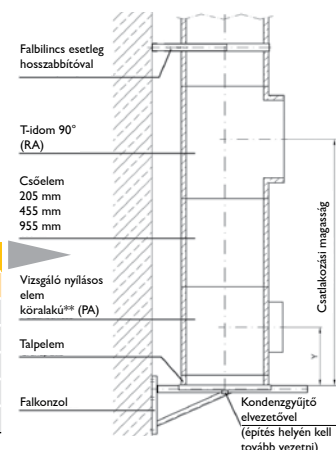 Falbilincs esetleg
hosszabbítóval
T-idom 90°
(RA)
Csőelem
205 mm
455 mm
955 mm
Vizsgáló nyílásos
elem
köralakú** (PA)
Talpelem
Falkonzol
Csatlakozási magasság
Y
Kondenzgyűjtő
elvezetővel
(építés helyén kell
tovább vezetni)